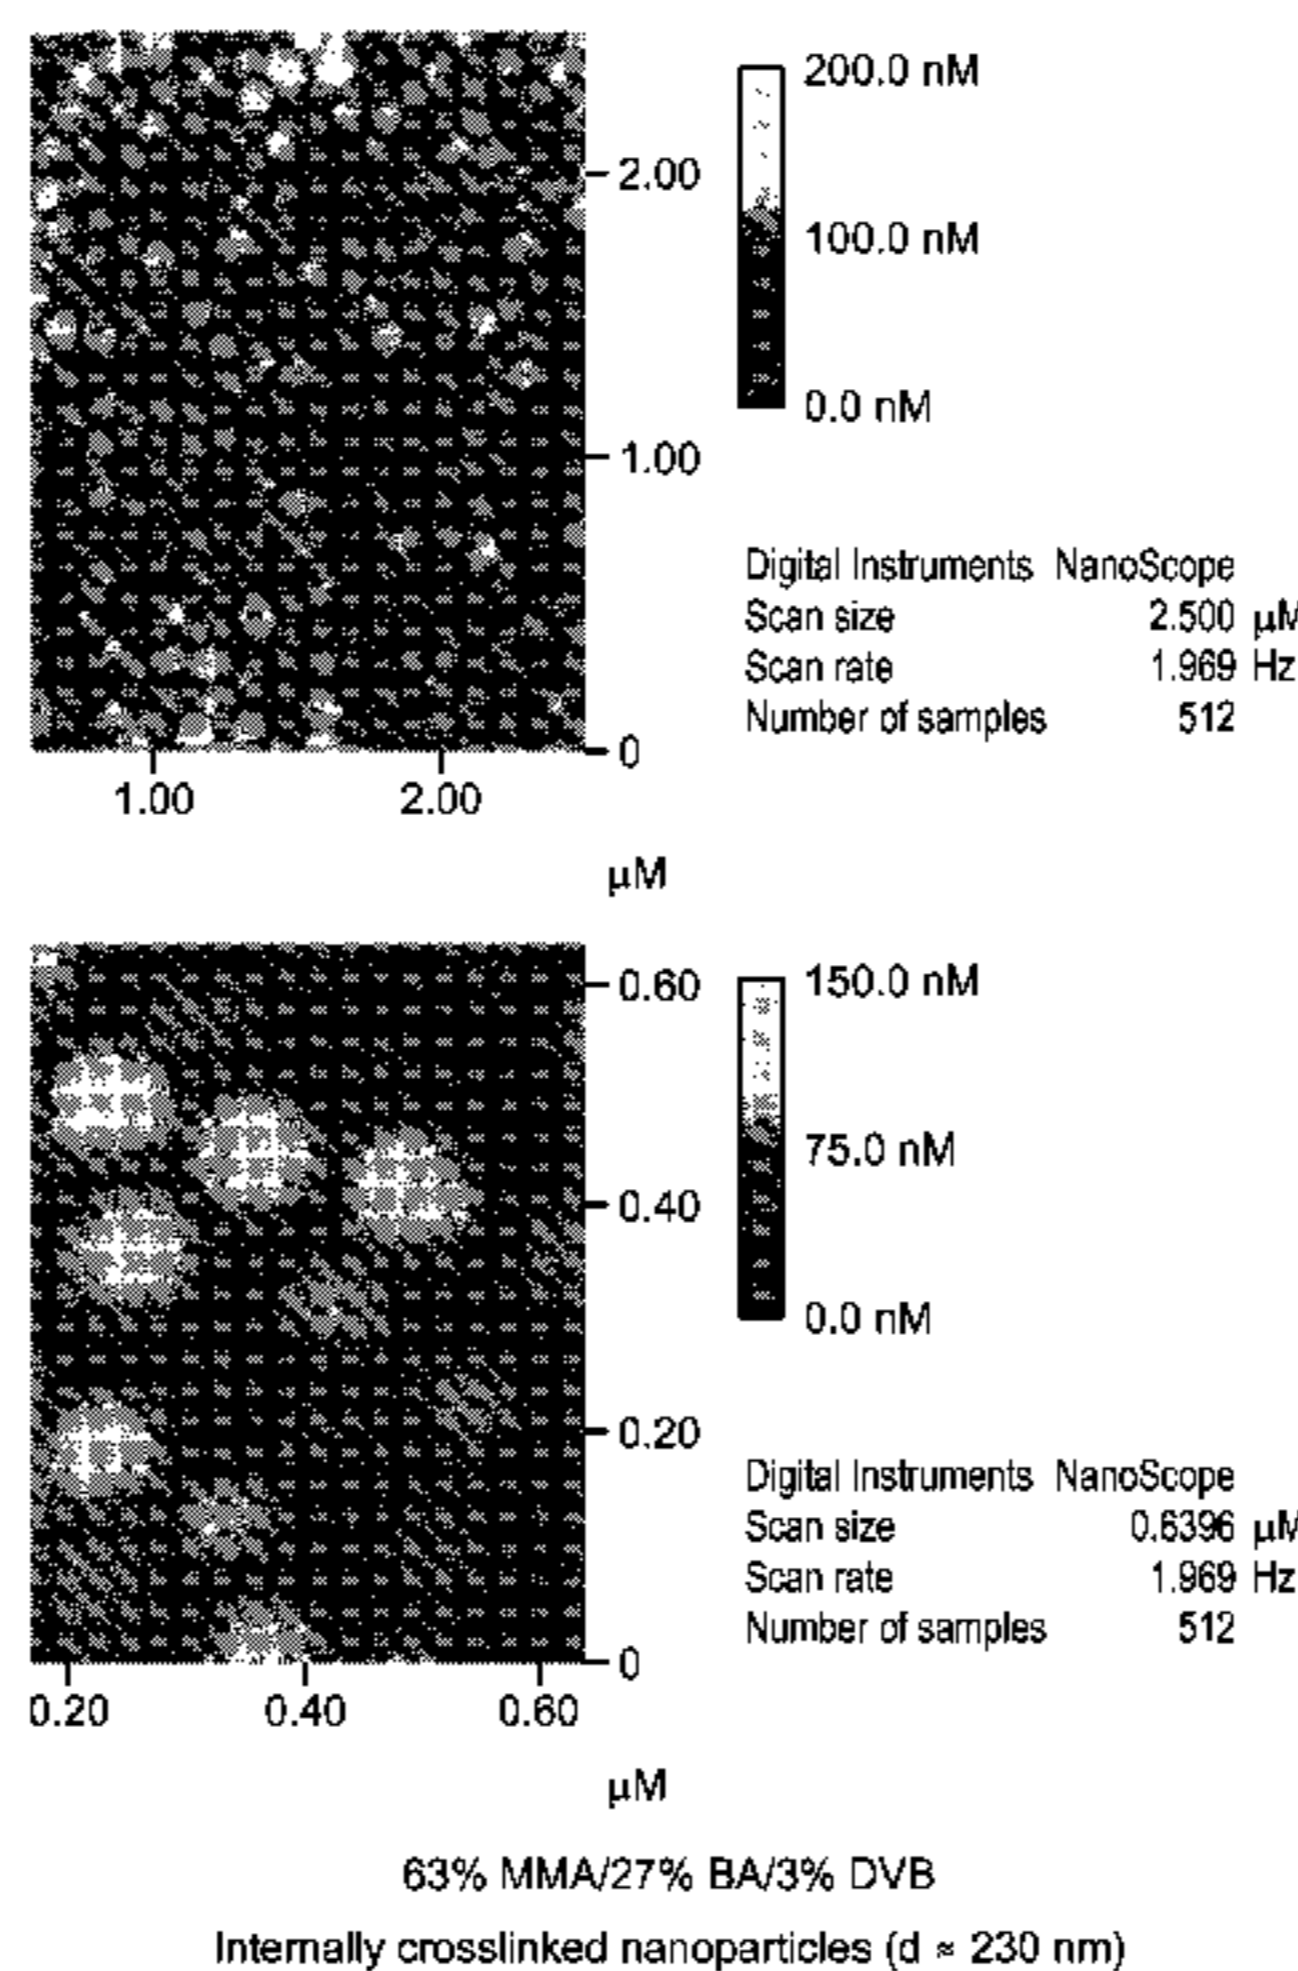 200.0 nM
2.00
100.0 nM
0.0 nM
1.00
Digital Instruments NanoScope
Scan size 2.500 µM
Scan rate 1.969 Hz
Number of samples 512
0
1.00 2.00
µM
0.60
150.0 nM
75.0 nM
0.40
0.0 nM
0.20
Digital Instruments NanoScope
Scan size 0.6396 µM
Scan rate 1.969 Hz
Number of samples 512
0
0.20 0.40 0.60
µM
63% MMA/27% BA/3% DVB
Internally crosslinked nanoparticles (d ≈ 230 nm)